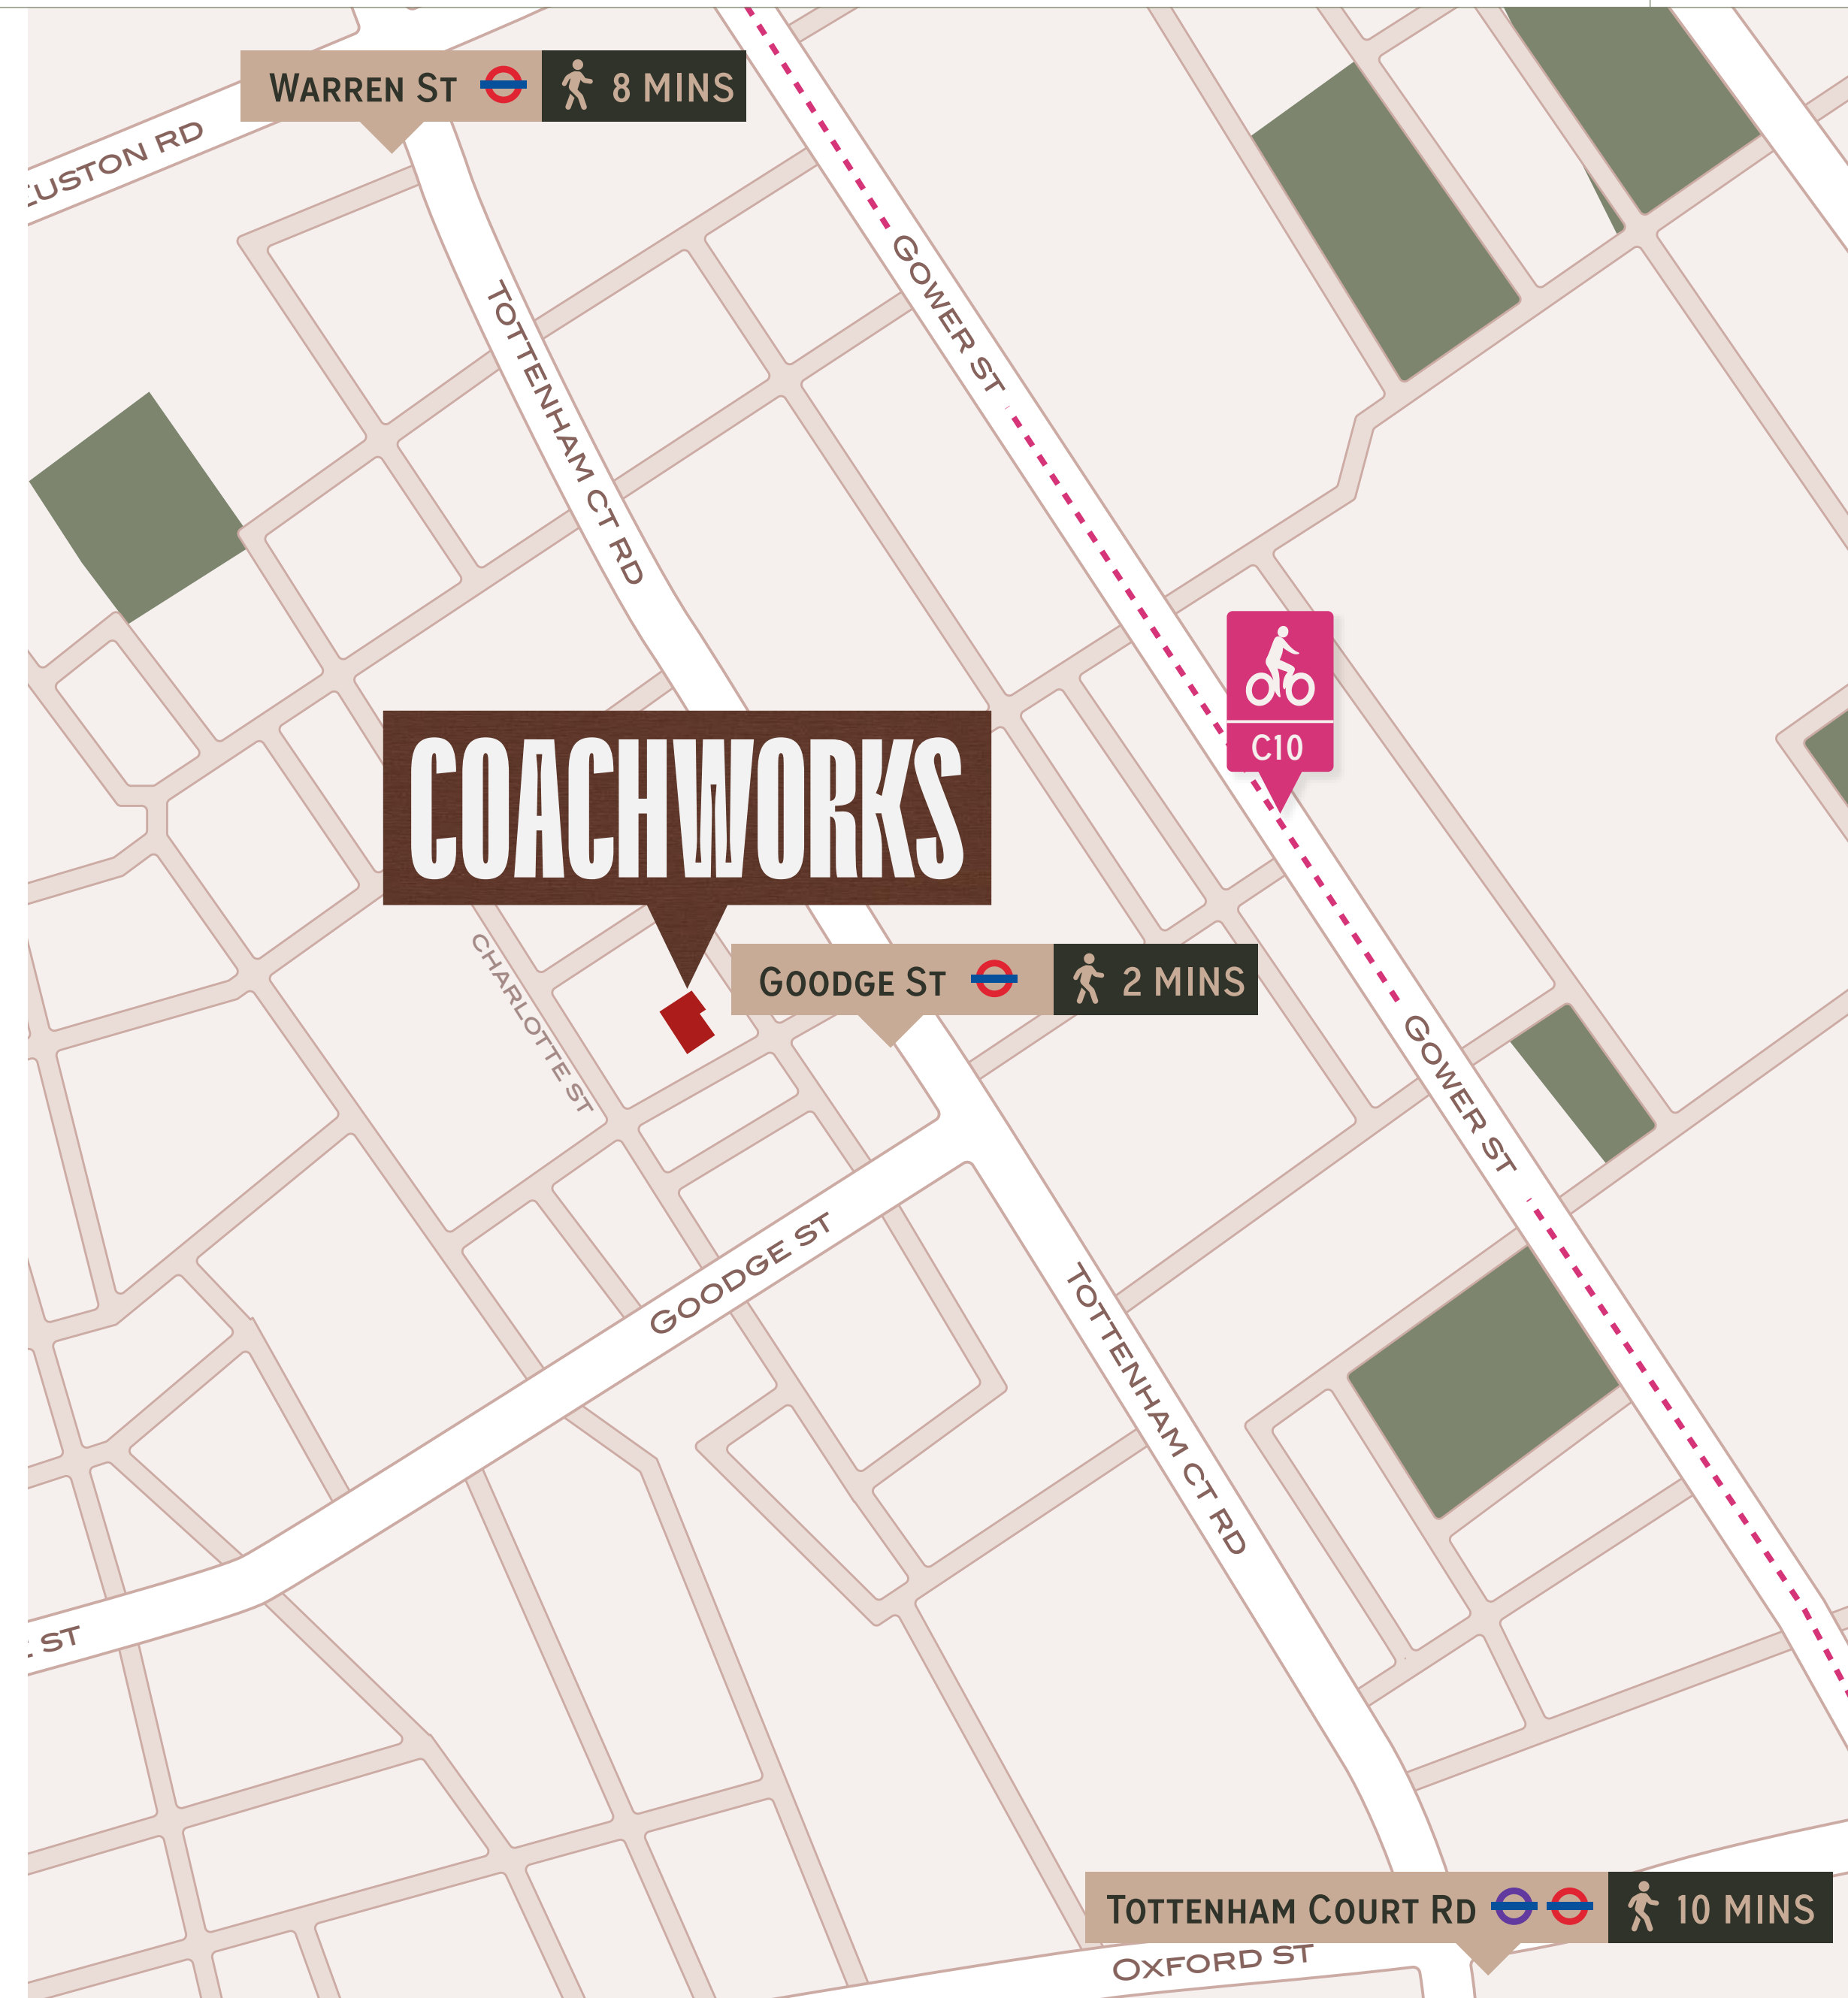 WARREN ST
8 MINS
EUSTON RD
TOTTENHAM CT RD
GOWER ST
C10
COACHWORKS
CHARLOTTE ST
GOODGE ST
2 MINS
GOWER ST
GOODGE ST
TOTTENHAM CT RD
ST
TOTTENHAM COURT RD
10 MINS
OXFORD ST